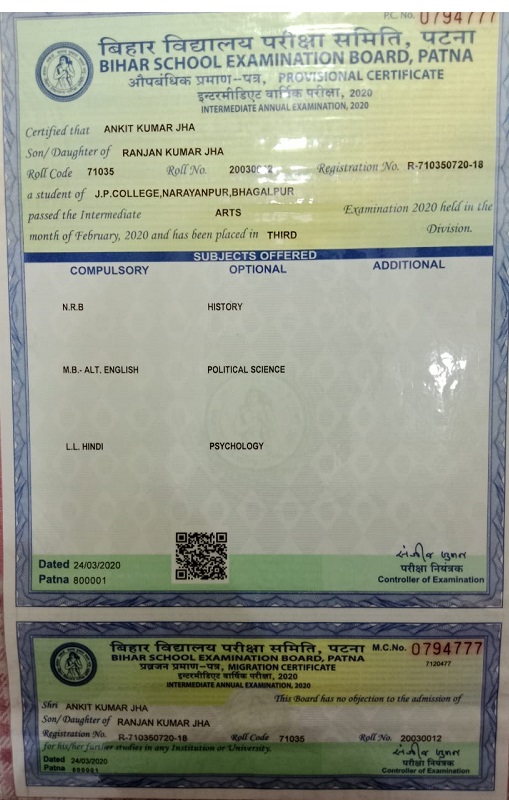 P.C. No. 0794777
बिहार विद्यालय परीक्षा समिति, पटना
BIHAR SCHOOL EXAMINATION BOARD, PATNA
औपबंधिक प्रमाण-पत्र, PROVISIONAL CERTIFICATE
इन्टरमीडिएट वार्षिक परीक्षा, 2020
INTERMEDIATE ANNUAL EXAMINATION, 2020
Certified that ANKIT KUMAR JHA
Son/ Daughter of RANJAN KUMAR JHA
Roll Code 71035 Roll No. 20030012 Registration No. R-710350720-18
a student of J.P.COLLEGE,NARAYANPUR,BHAGALPUR
passed the Intermediate ARTS Examination 2020 held in the
month of February, 2020 and has been placed in THIRD Division.
SUBJECTS OFFERED
COMPULSORY OPTIONAL ADDITIONAL
N.R.B HISTORY
M.B.- ALT. ENGLISH POLITICAL SCIENCE
L.L. HINDI PSYCHOLOGY
Dated 24/03/2020
Patna 800001
परीक्षा नियंत्रक
Controller of Examination
बिहार विद्यालय परीक्षा समिति, पटना M.C.No. 0794777
BIHAR SCHOOL EXAMINATION BOARD, PATNA 7120477
प्रव्रजन प्रमाण-पत्र, MIGRATION CERTIFICATE
इन्टरमीडिएट वार्षिक परीक्षा, 2020
INTERMEDIATE ANNUAL EXAMINATION, 2020
This Board has no objection to the admission of
Shri ANKIT KUMAR JHA
Son/ Daughter of RANJAN KUMAR JHA
Registration No. R-710350720-18 Roll Code 71035 Roll No. 20030012
for his/her further studies in any Institution or University.
Dated 24/03/2020
Patna 800001
परीक्षा नियंत्रक
Controller of Examination